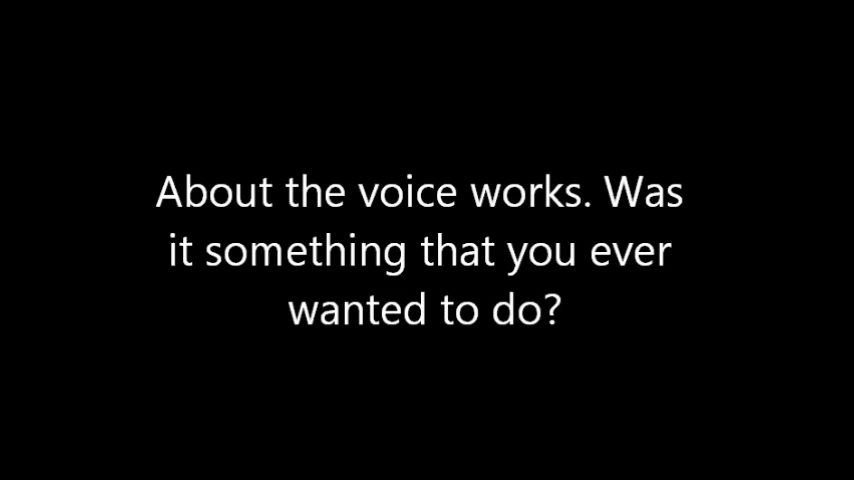 About the voice works. Was
it something that you ever
wanted to do?